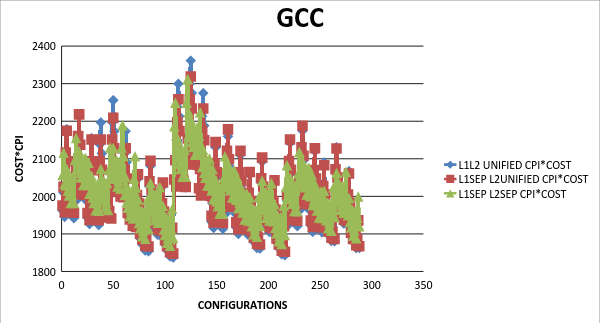 GCC
2400
2300
2200
2100
2000
1900
1800
COST*CPI
0 50 100 150 200 250 300 350
CONFIGURATIONS
L1L2 UNIFIED CPI*COST
L1SEP L2UNIFIED CPI*COST
L1SEP L2SEP CPI*COST